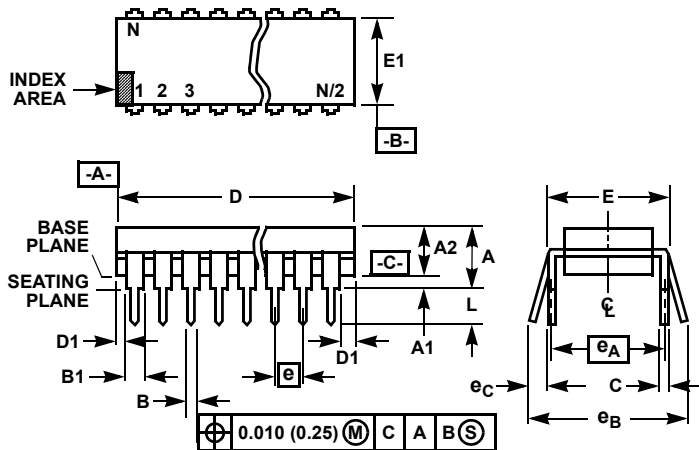 N
E1
INDEX
AREA
1 2 3 N/2
-B-
-A-
D
E
BASE
PLANE
A2
A
-C-
SEATING
PLANE
L
C
L
D1
A1
D1
eA
B1
e
eC
C
B
eB
0.010 (0.25) M C A B S